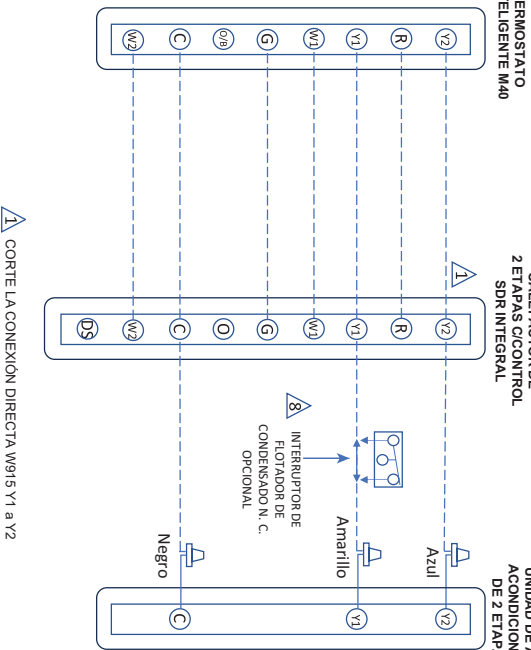 ERMOSTATO
TELIGENTE M40
2 ETAPAS C/CONTROL
SDR INTEGRAL
UNIDAD DE A
ACONDICION
DE 2 ETAP
1
Y2 Y2 Azul Y2
R R
Y1 Y1 Amarillo Y1
W1 W1
8 INTERRUPTOR DE
FLOTADOR DE
CONDENSADO N. C.
OPCIONAL
G G
O/B O
C C Negro C
W2 W2
DS
1 CORTE LA CONEXIÓN DIRECTA W915 Y1 a Y2